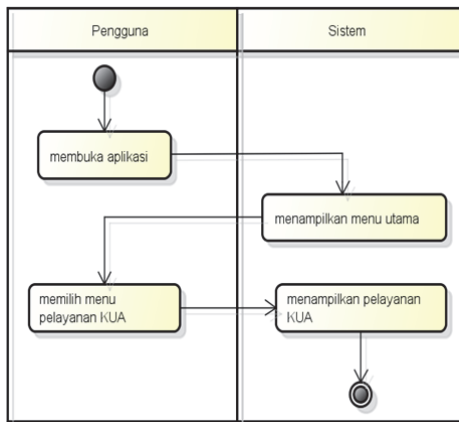 Pengguna
Sistem
membuka aplikasi
menampilkan menu utama
memilih menu
pelayanan KUA
menampilkan pelayanan
KUA